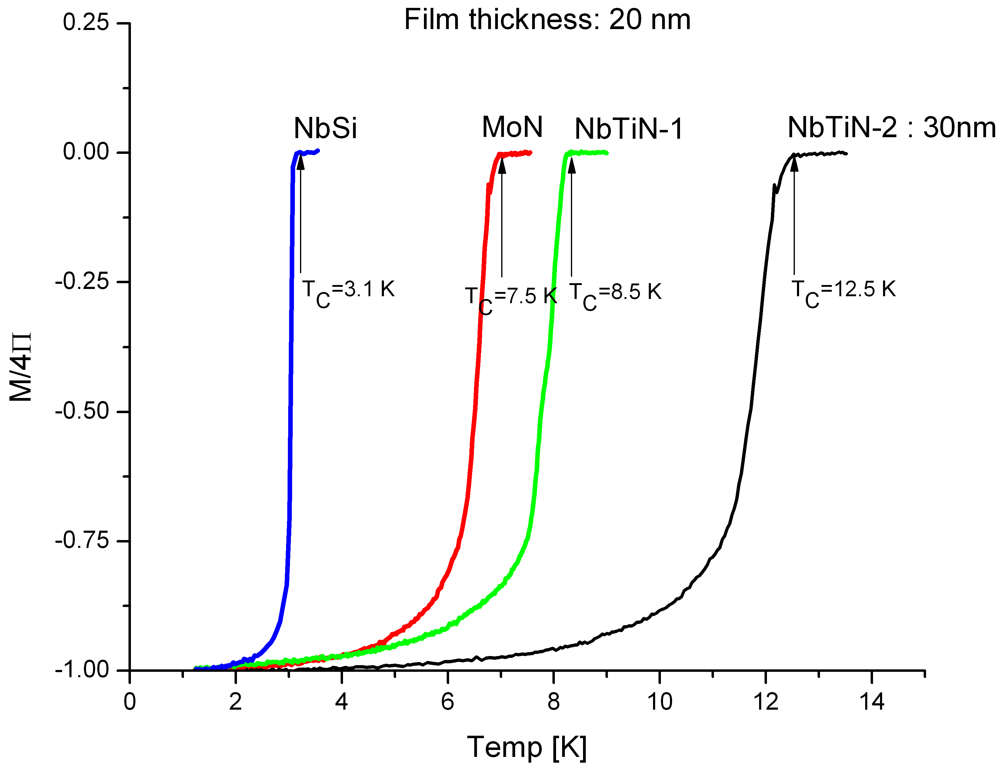 Film thickness: 20 nm
0.25
0.00
-0.25
-0.50
-0.75
-1.00
M/4Π
NbSi
MoN
NbTiN-1
NbTiN-2 : 30nm
TC=3.1 K
TC=7.5 K
TC=8.5 K
TC=12.5 K
0 2 4 6 8 10 12 14
Temp [K]